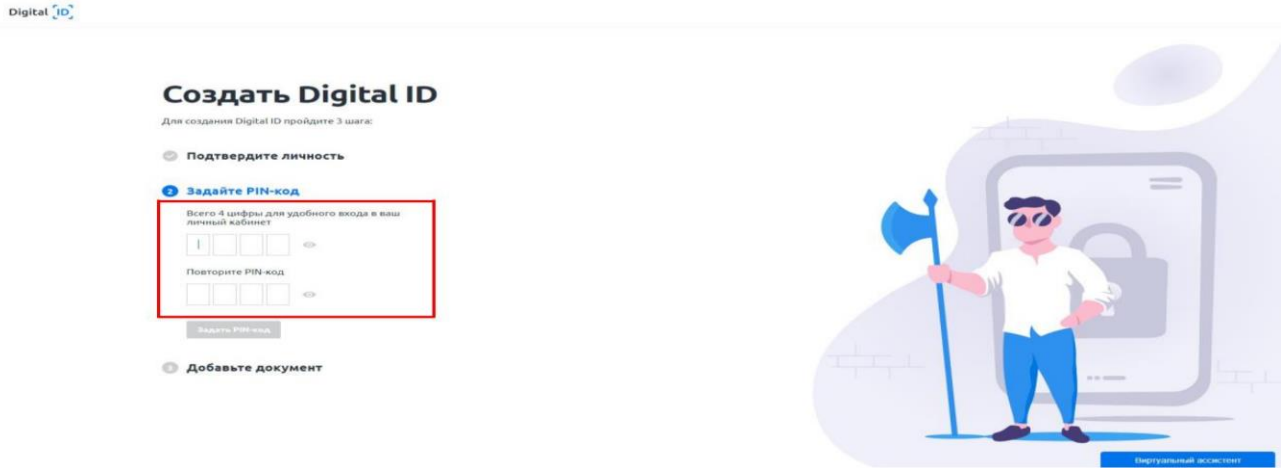 Digital ID
Создать Digital ID
Для создания Digital ID пройдите 3 шага:
Подтвердите личность
2 Задайте PIN-код
Всего 4 цифры для удобного входа в ваш
личный кабинет
Повторите PIN-код
Задать PIN-код
3 Добавьте документ
Виртуальный ассистент